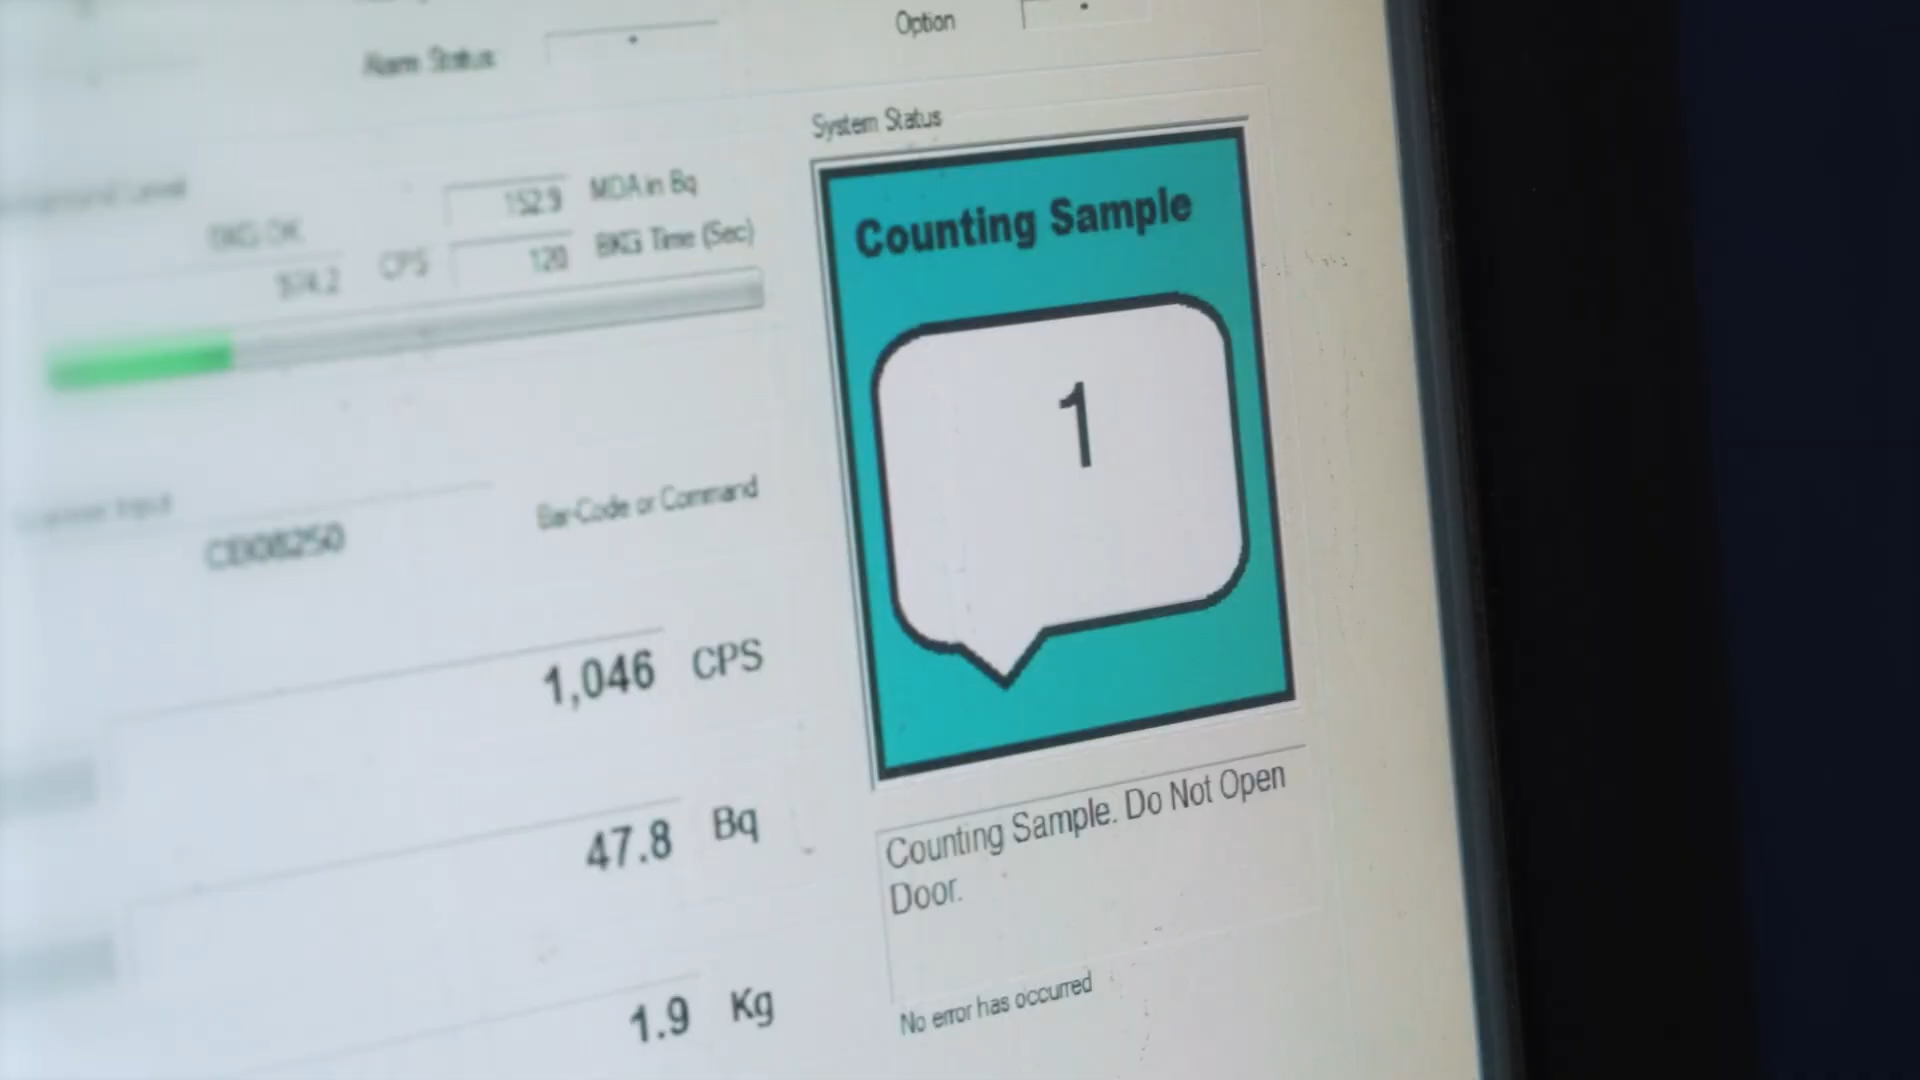 Alarm Status
Option
System Status
Counting Sample
152.9 MDA in Bq
BKG OK
CPS
120 BKG Time (Sec)
1
Bar-Code or Command
1,046 CPS
47.8 Bq
1.9 Kg
Counting Sample. Do Not Open
Door.
No error has occurred